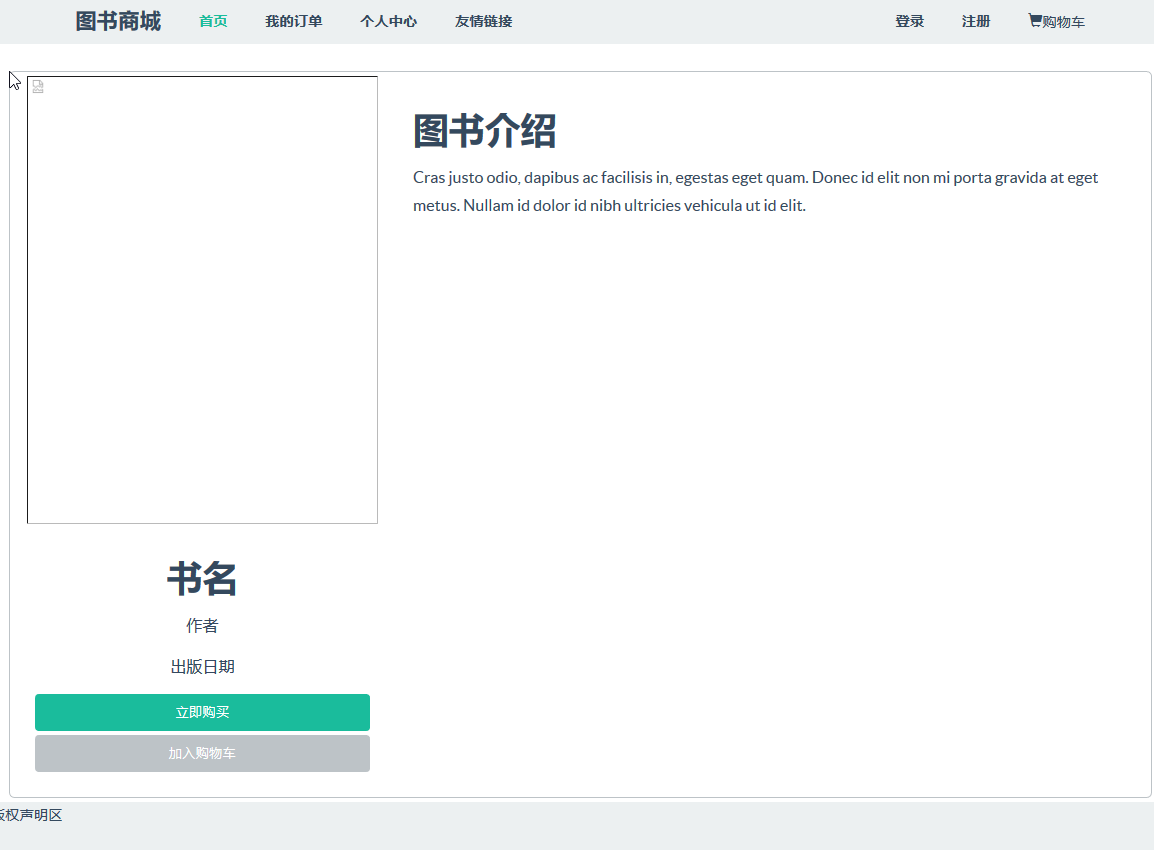 图书商城 首页 我的订单 个人中心 友情链接 登录 注册 购物车
图书介绍
Cras justo odio, dapibus ac facilisis in, egestas eget quam. Donec id elit non mi porta gravida at eget
metus. Nullam id dolor id nibh ultricies vehicula ut id elit.
书名
作者
出版日期
立即购买
加入购物车
版权声明区